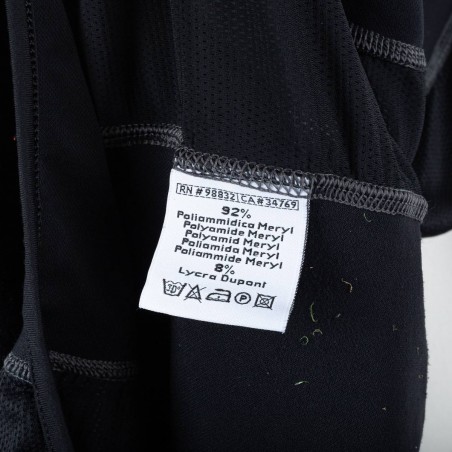 RN # 98832 CA # 34769
92%
Poliammidica Meryl
Polyamide Meryl
Polyamid Meryl
Poliamida Meryl
Poliammide Meryl
8%
Lycra Dupont